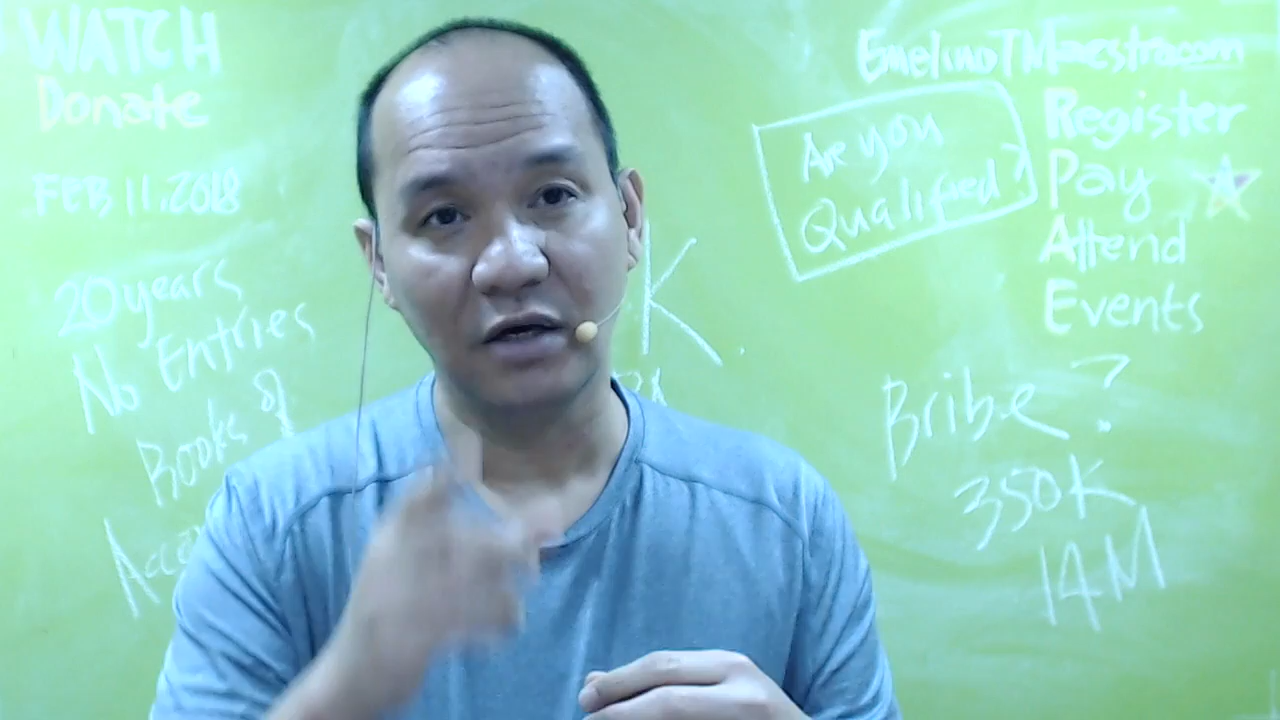 WATCH
Donate
FEB 11, 2018
20 years
No Entries
Books of
EmelinoTMaestro.com
Are you
Qualified?
Register
Pay
Attend
Events
K
Bribe?
350K
14M